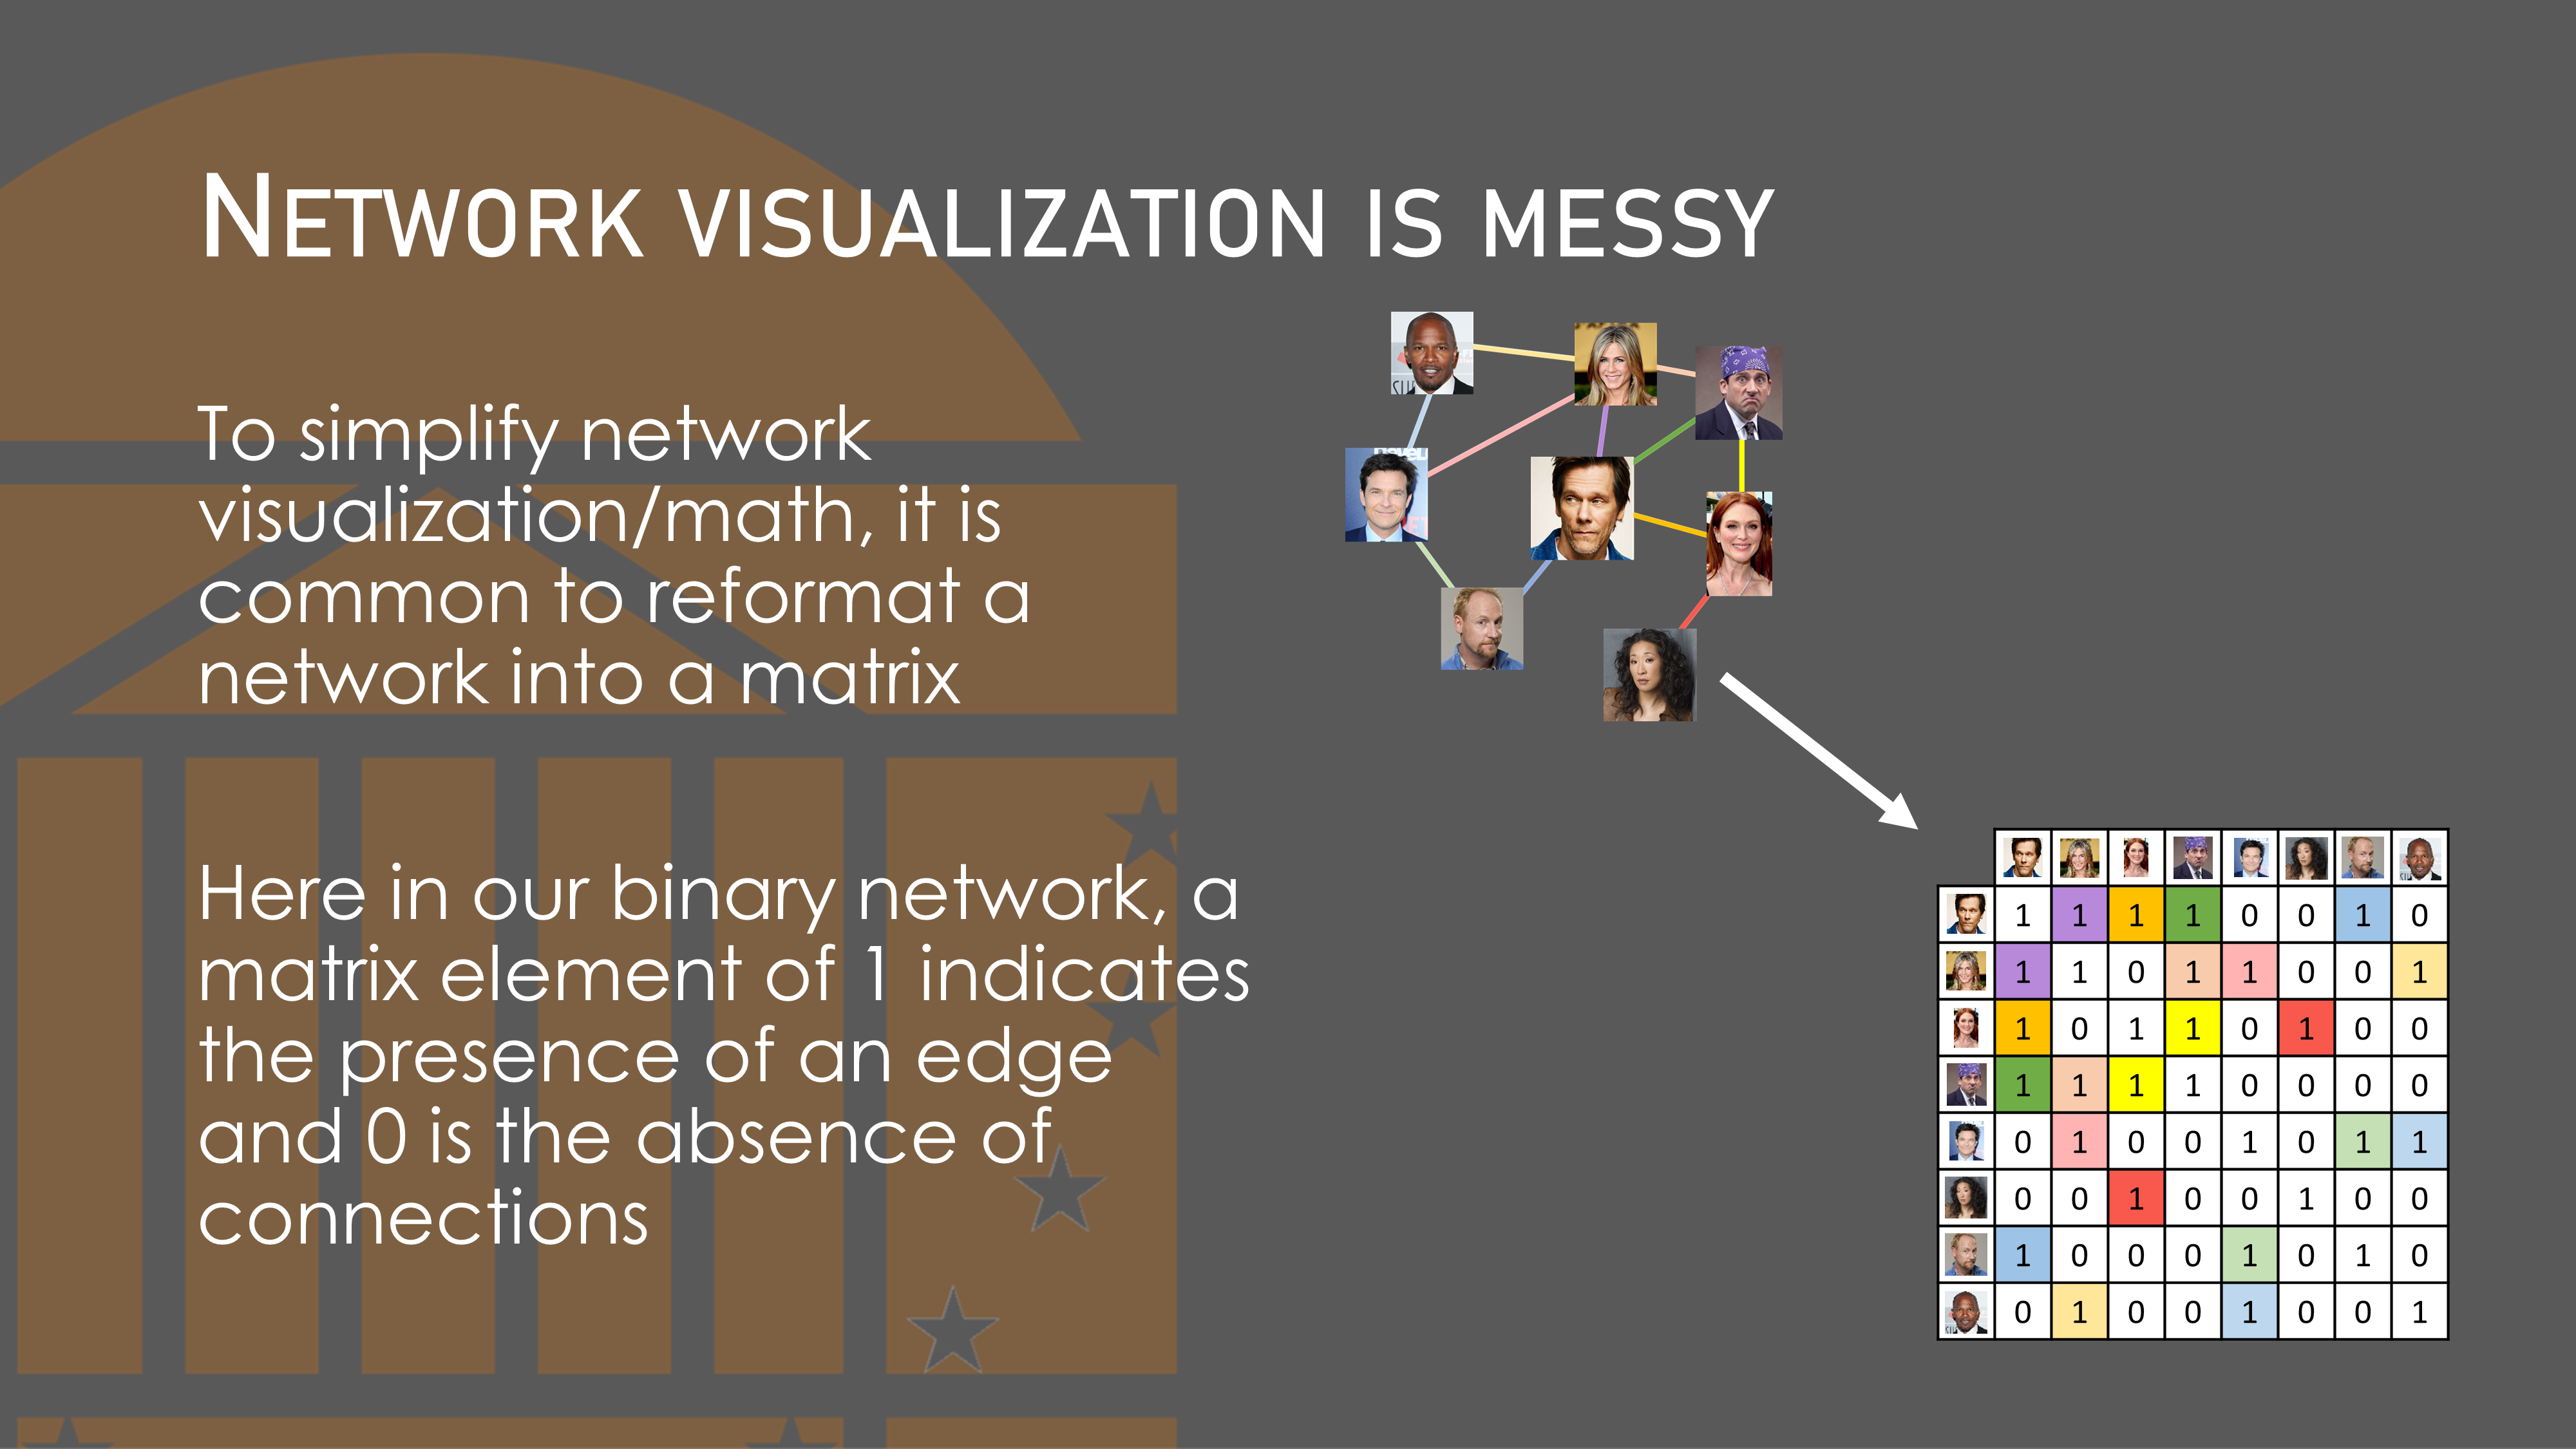 NETWORK VISUALIZATION IS MESSY
To simplify network
visualization/math, it is
common to reformat a
network into a matrix
Here in our binary network, a
matrix element of 1 indicates
the presence of an edge
and 0 is the absence of
connections
1 1 1 1 0 0 1 0
1 1 0 1 1 0 0 1
1 0 1 1 0 1 0 0
1 1 1 1 0 0 0 0
0 1 0 0 1 0 1 1
0 0 1 0 0 1 0 0
1 0 0 0 1 0 1 0
0 1 0 0 1 0 0 1